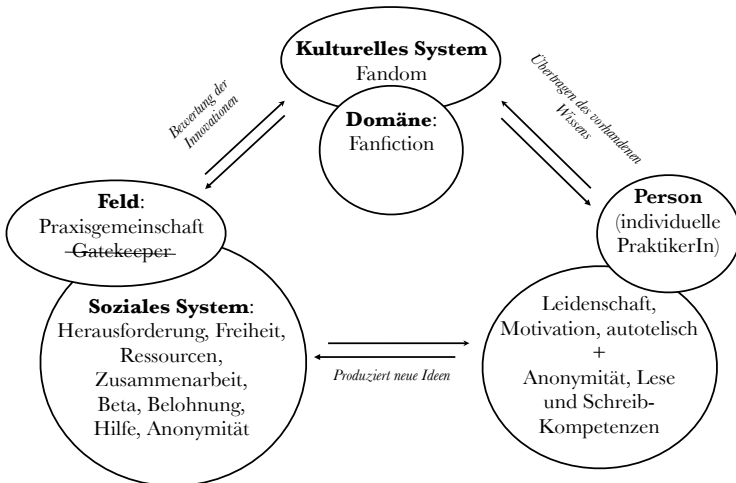 Kulturelles System
Fandom
Domäne:
Fanfiction
Bewertung der
Innovationen
Übertragen des vorhandenen
Wissens
Feld:
Praxisgemeinschaft
Gatekeeper
Person
(individuelle
PraktikerIn)
Soziales System:
Herausforderung, Freiheit,
Ressourcen,
Zusammenarbeit,
Beta, Belohnung,
Hilfe, Anonymität
Produziert neue Ideen
Leidenschaft,
Motivation, autotelisch
+
Anonymität, Lese
und Schreib-
Kompetenzen